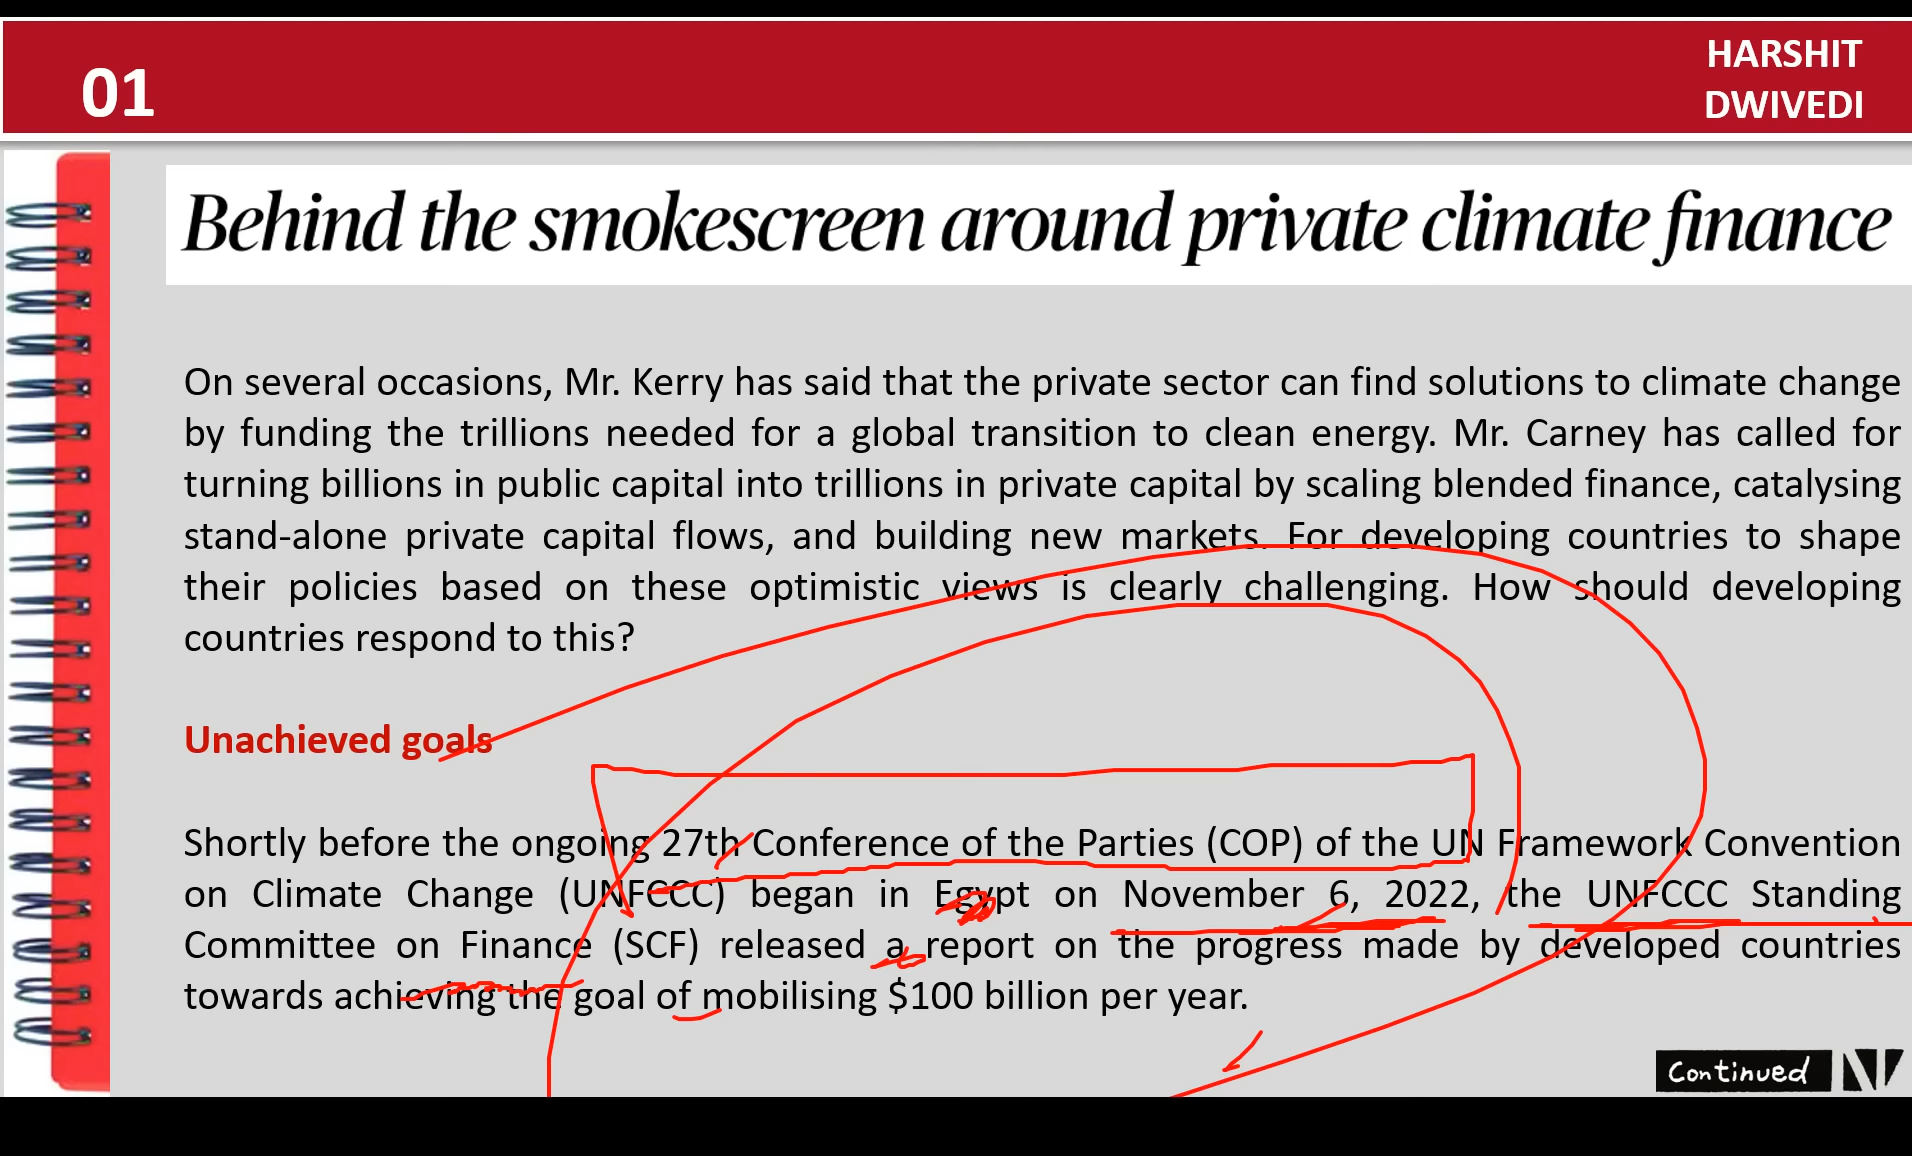 01
HARSHIT
DWIVEDI
Behind the smokescreen around private climate finance
On several occasions, Mr. Kerry has said that the private sector can find solutions to climate change
by funding the trillions needed for a global transition to clean energy. Mr. Carney has called for
turning billions in public capital into trillions in private capital by scaling blended finance, catalysing
stand-alone private capital flows, and building new markets. For developing countries to shape
their policies based on these optimistic views is clearly challenging. How should developing
countries respond to this?
Unachieved goals
Shortly before the ongoing 27th Conference of the Parties (COP) of the UN Framework Convention
on Climate Change (UNFCCC) began in Egypt on November 6, 2022, the UNFCCC Standing
Committee on Finance (SCF) released a report on the progress made by developed countries
towards achieving the goal of mobilising $100 billion per year.
Continued